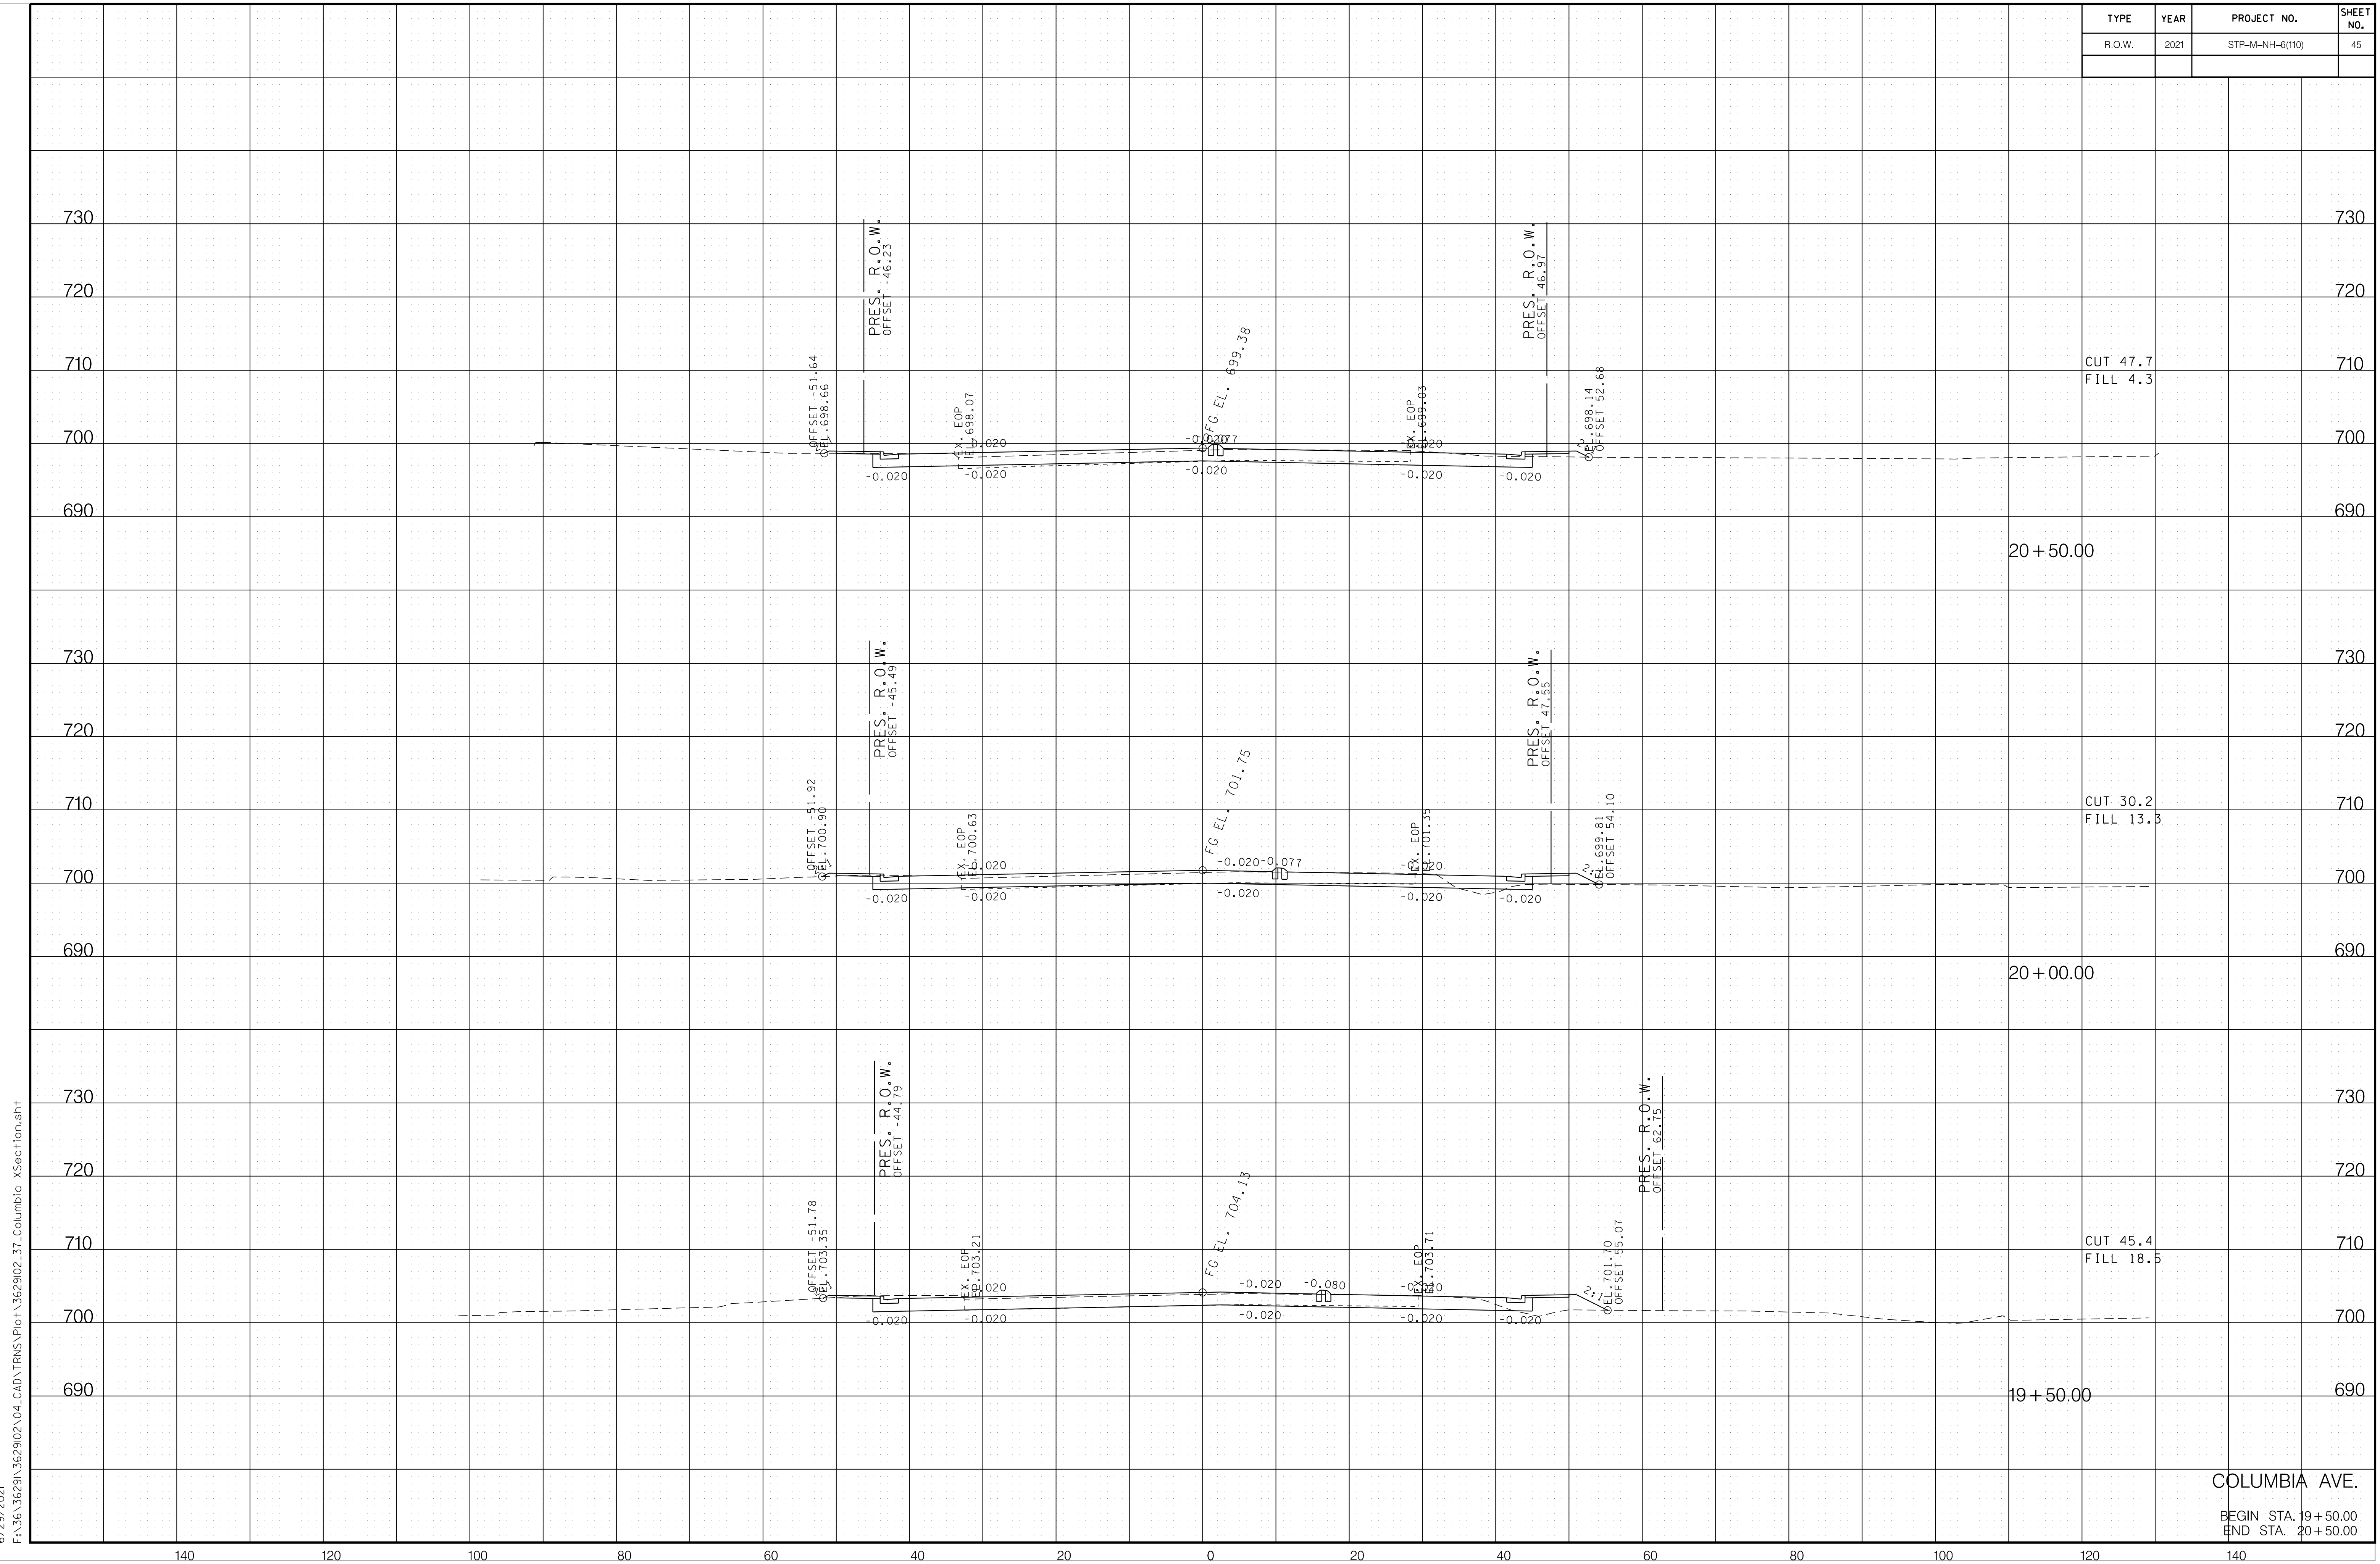 TYPE YEAR PROJECT NO. SHEET NO.
R.O.W. 2021 STP-M-NH-6(110) 45
730 730
PRES. R.O.W.
OFFSET -46.23
PRES. R.O.W.
OFFSET 46.97
720 720
710 710
OFFSET -51.64
EL.698.66
EX. EOP
EL.698.07
FG EL. 699.38
EX. EOP
EL.699.03
EL.698.14
OFFSET 52.68
CUT 47.7
FILL 4.3
700 700
-0.020 -0.020
-0.020 -0.020 -0.020 -0.020 -0.020
690 690
20+50.00
730 730
PRES. R.O.W.
OFFSET -45.49
PRES. R.O.W.
OFFSET 47.55
720 720
710 710
OFFSET -51.92
EL.700.90
EX. EOP
EL.700.63
FG EL. 701.75
EX. EOP
EL.701.35
EL.699.81
OFFSET 54.10
CUT 30.2
FILL 13.3
-0.020 -0.020 -0.077 -0.020
700 700
-0.020 -0.020 -0.020 -0.020 -0.020
690 690
20+00.00
730 730
PRES. R.O.W.
OFFSET -44.79
PRES. R.O.W.
OFFSET 62.75
720 720
710 710
OFFSET -51.78
EL.703.35
EX. EOP
EL.703.21
FG EL. 704.13
EX. EOP
EL.703.71
2:1
EL.701.70
OFFSET 55.07
CUT 45.4
FILL 18.5
-0.020 -0.020 -0.080 -0.020
700 700
-0.020 -0.020 -0.020 -0.020 -0.020
690 690
19+50.00
COLUMBIA AVE.
BEGIN STA. 19+50.00
END STA. 20+50.00
140 120 100 80 60 40 20 0 20 40 60 80 100 120 140
F:\36\36291\3629102\04_CAD\TRNS\Plot\3629102_37_Columbia XSection.sht